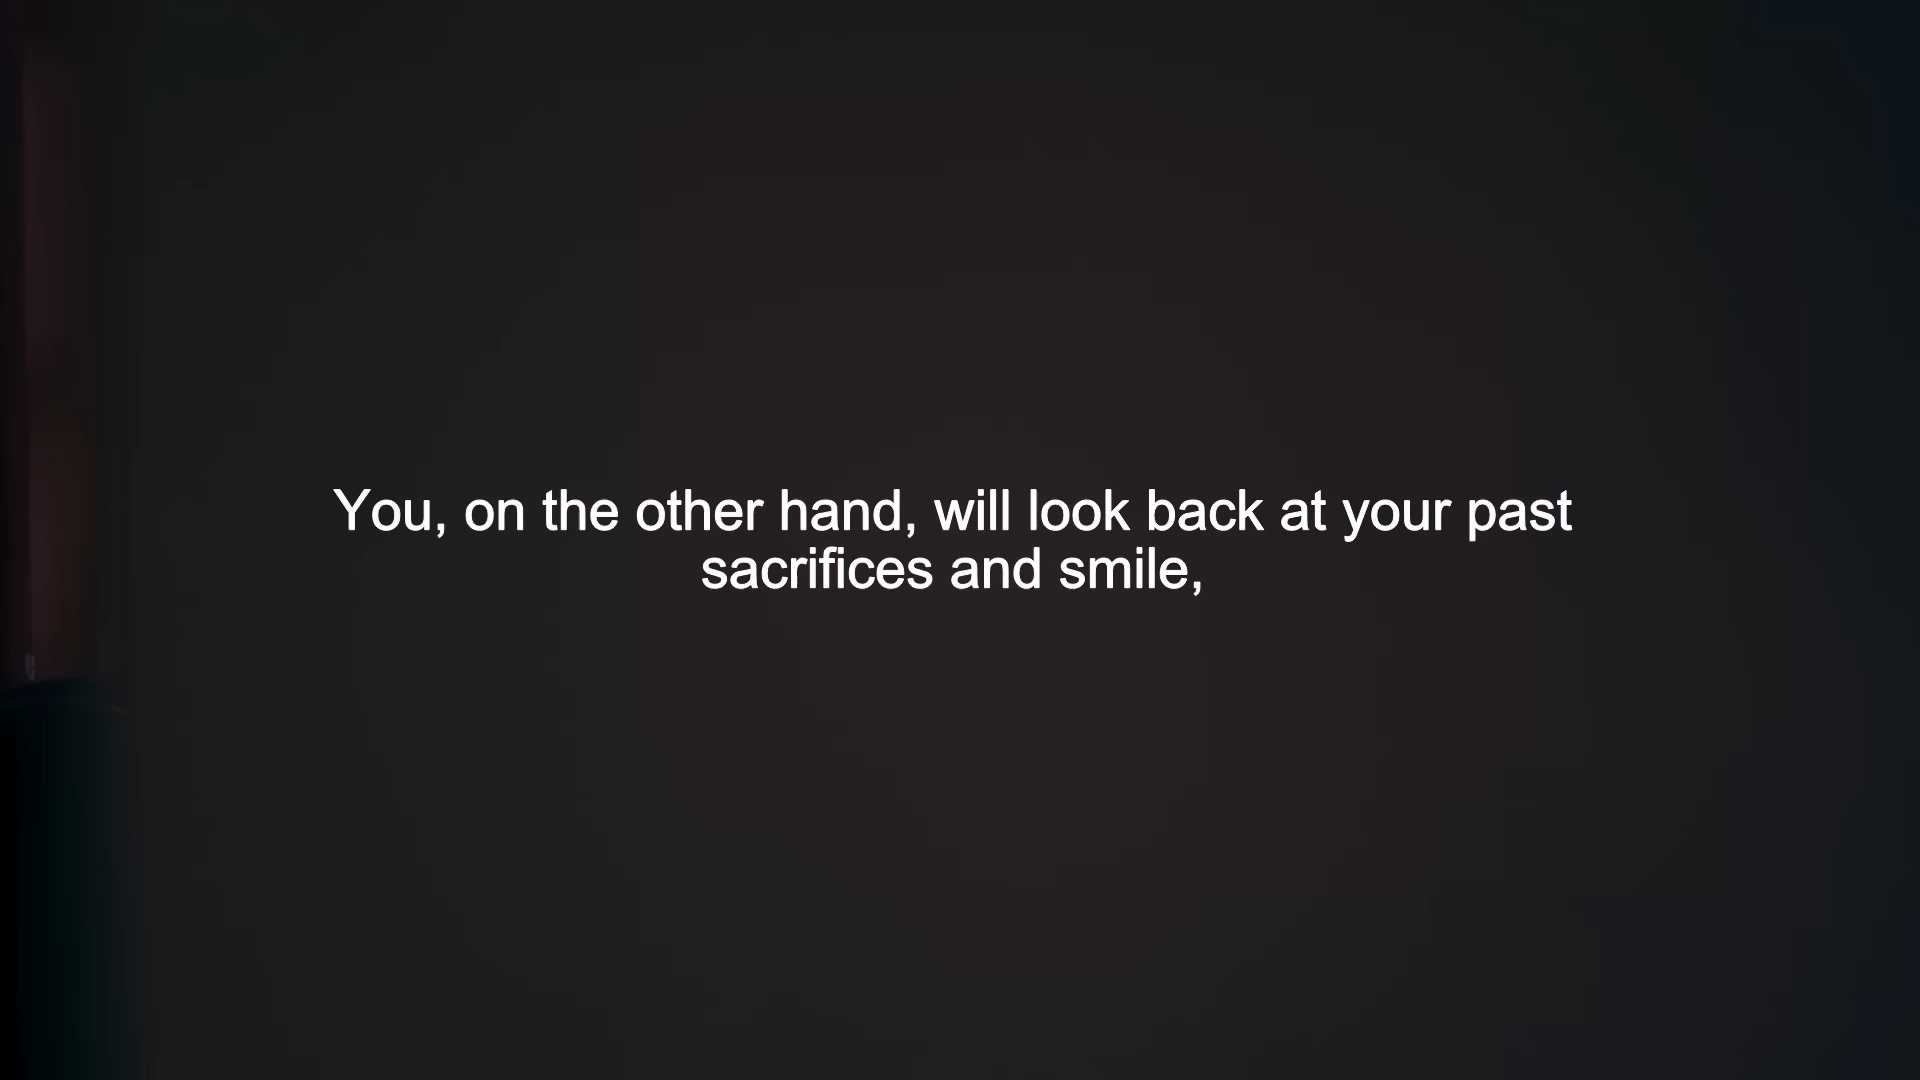 You, on the other hand, will look back at your past
sacrifices and smile,